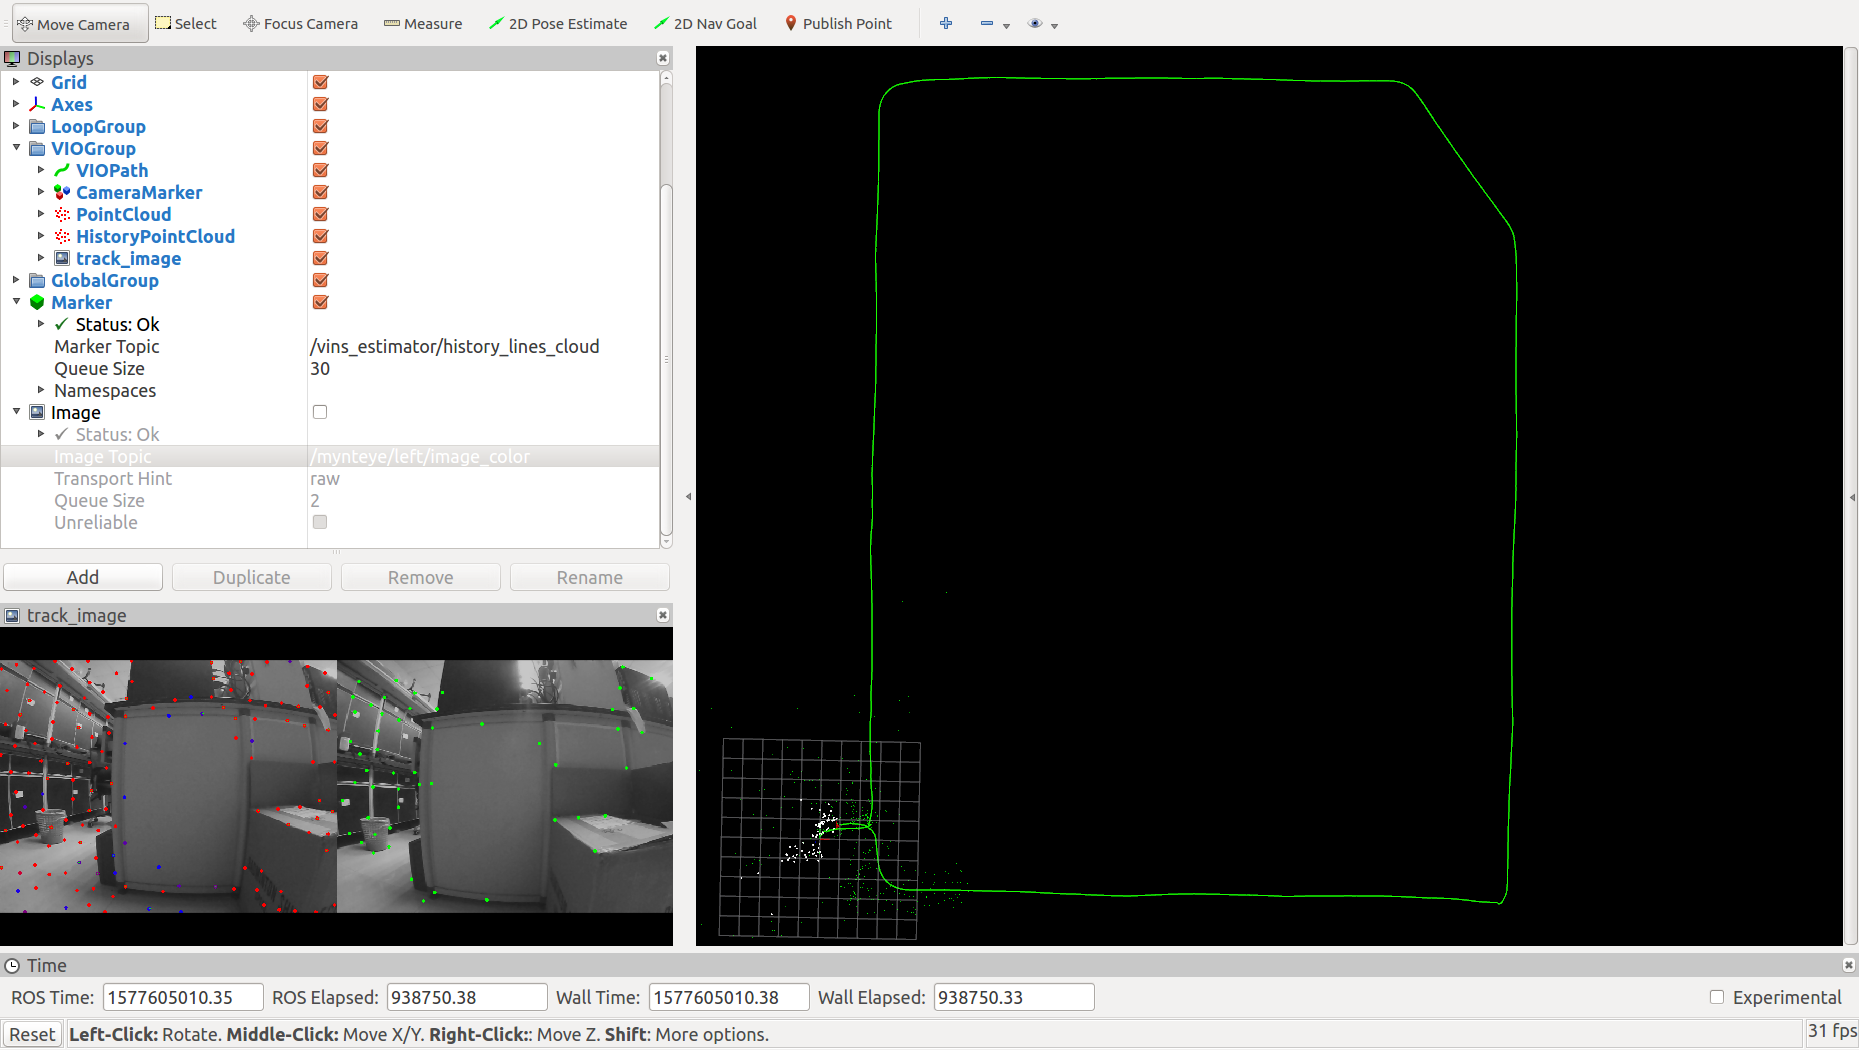 Move Camera Select Focus Camera Measure 2D Pose Estimate 2D Nav Goal Publish Point
Displays
Grid
Axes
LoopGroup
VIOGroup
VIOPath
CameraMarker
PointCloud
HistoryPointCloud
track_image
GlobalGroup
Marker
Status: Ok
Marker Topic /vins_estimator/history_lines_cloud
Queue Size 30
Namespaces
Image
Status: Ok
Image Topic /mynteye/left/image_color
Transport Hint raw
Queue Size 2
Unreliable
Add Duplicate Remove Rename
track_image
Time
ROS Time: 1577605010.35 ROS Elapsed: 938750.38 Wall Time: 1577605010.38 Wall Elapsed: 938750.33 Experimental
Reset Left-Click: Rotate. Middle-Click: Move X/Y. Right-Click:: Move Z. Shift: More options. 31 fps